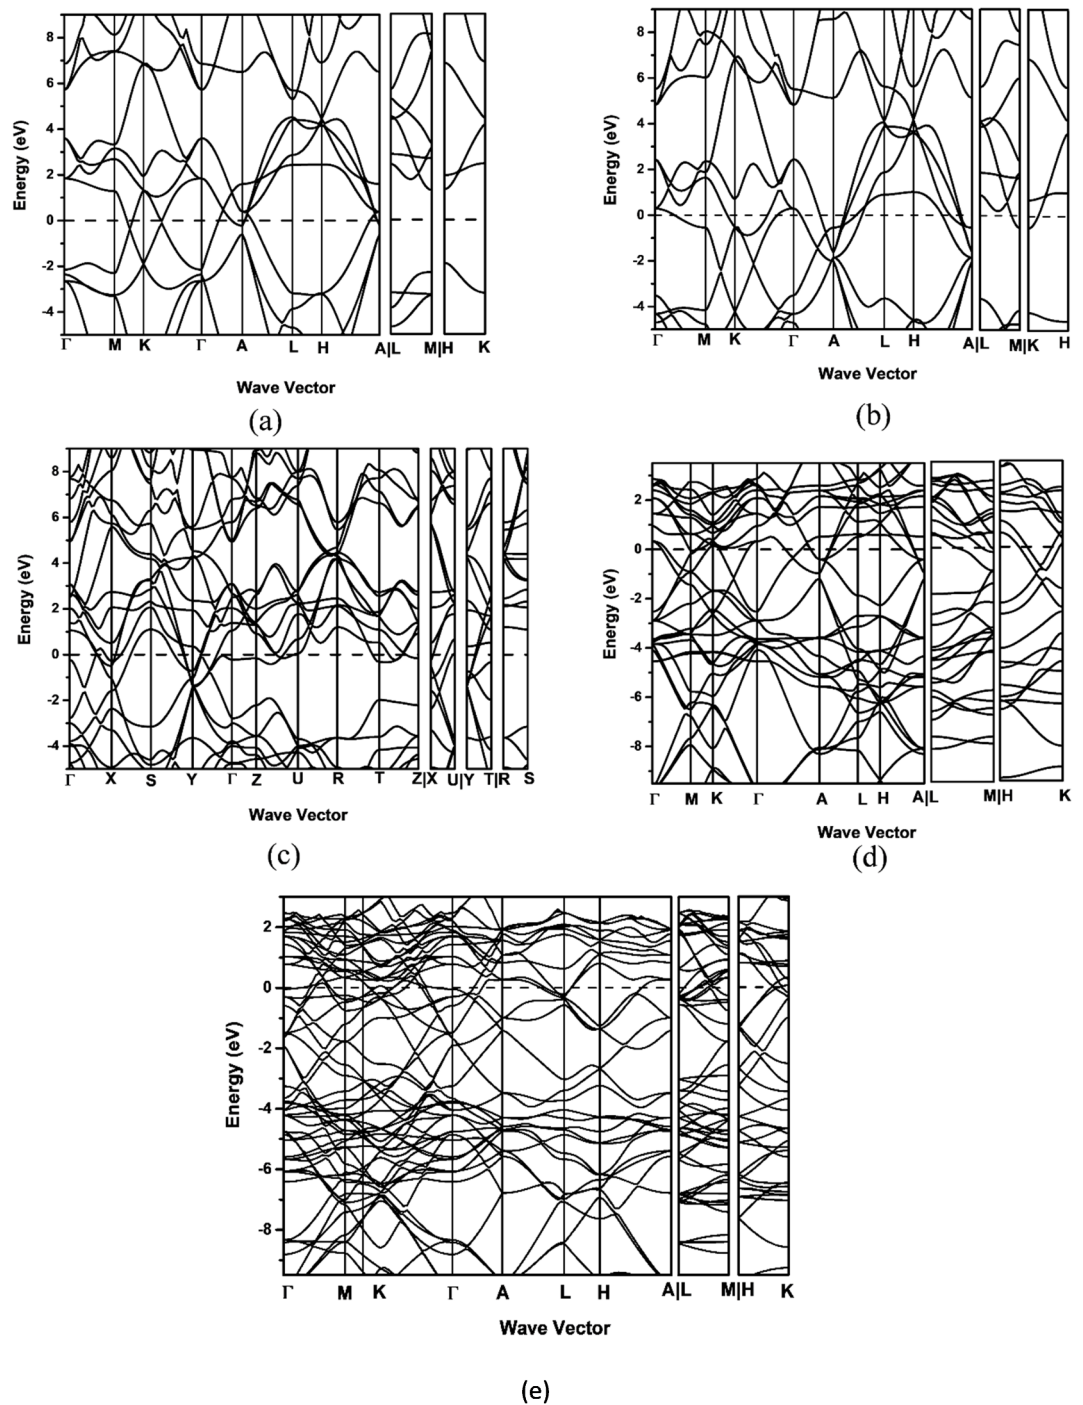 8
6
4
2
0
-2
-4
Energy (eV)
Γ M K Γ A L H A|L M|H K
Wave Vector
(a)
8
6
4
2
0
-2
-4
Energy (eV)
Γ M K Γ A L H A|L M|K H
Wave Vector
(b)
8
6
4
2
0
-2
-4
Energy (eV)
Γ X S Y Γ Z U R T Z|X U|Y T|R S
Wave Vector
(c)
2
0
-2
-4
-6
-8
Energy (eV)
Γ M K Γ A L H A|L M|H K
Wave Vector
(d)
2
0
-2
-4
-6
-8
Energy (eV)
Γ M K Γ A L H A|L M|H K
Wave Vector
(e)